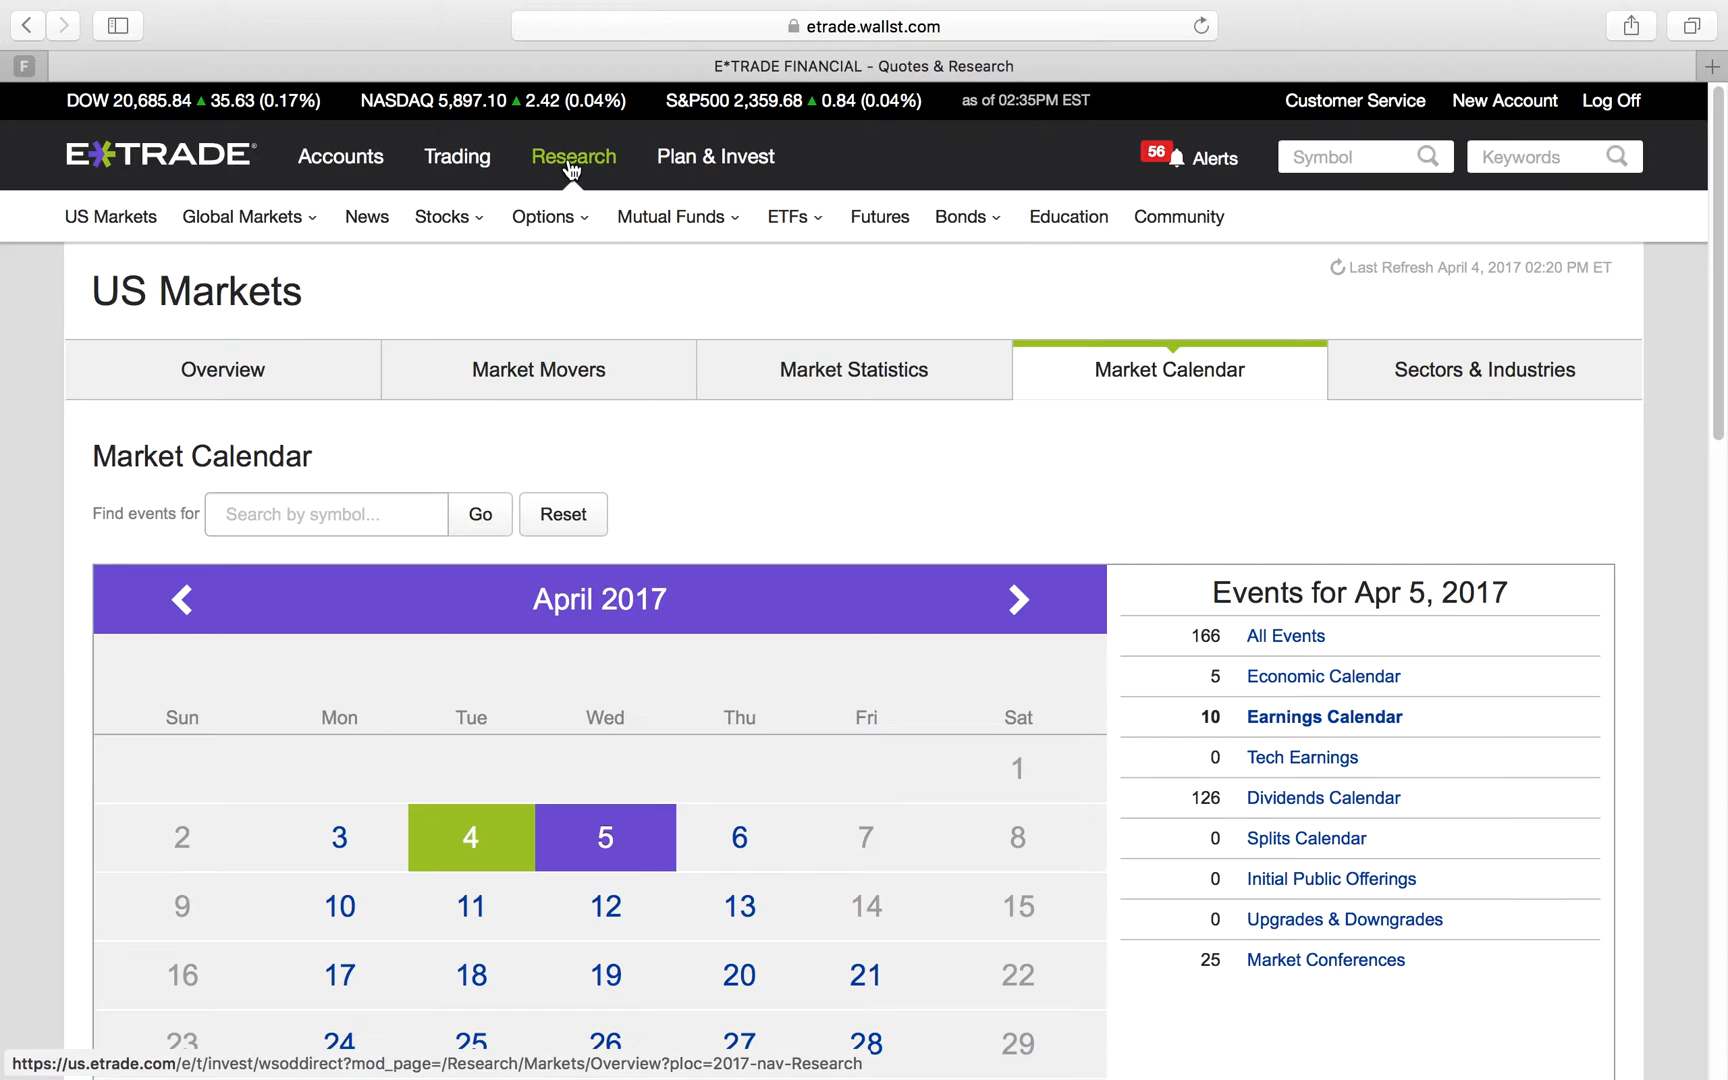 etrade.wallst.com
F
E*TRADE FINANCIAL - Quotes & Research
DOW 20,685.84 ▲ 35.63 (0.17%) NASDAQ 5,897.10 ▲ 2.42 (0.04%) S&P500 2,359.68 ▲ 0.84 (0.04%) as of 02:35PM EST Customer Service New Account Log Off
E*TRADE Accounts Trading Research Plan & Invest 56 Alerts Symbol Keywords
US Markets Global Markets News Stocks Options Mutual Funds ETFs Futures Bonds Education Community
Last Refresh April 4, 2017 02:20 PM ET
US Markets
Overview Market Movers Market Statistics Market Calendar Sectors & Industries
Market Calendar
Find events for Search by symbol... Go Reset
April 2017
Sun Mon Tue Wed Thu Fri Sat
1
2 3 4 5 6 7 8
9 10 11 12 13 14 15
16 17 18 19 20 21 22
23 24 25 26 27 28 29
Events for Apr 5, 2017
166 All Events
5 Economic Calendar
10 Earnings Calendar
0 Tech Earnings
126 Dividends Calendar
0 Splits Calendar
0 Initial Public Offerings
0 Upgrades & Downgrades
25 Market Conferences
https://us.etrade.com/e/t/invest/wsoddirect?mod_page=/Research/Markets/Overview?ploc=2017-nav-Research